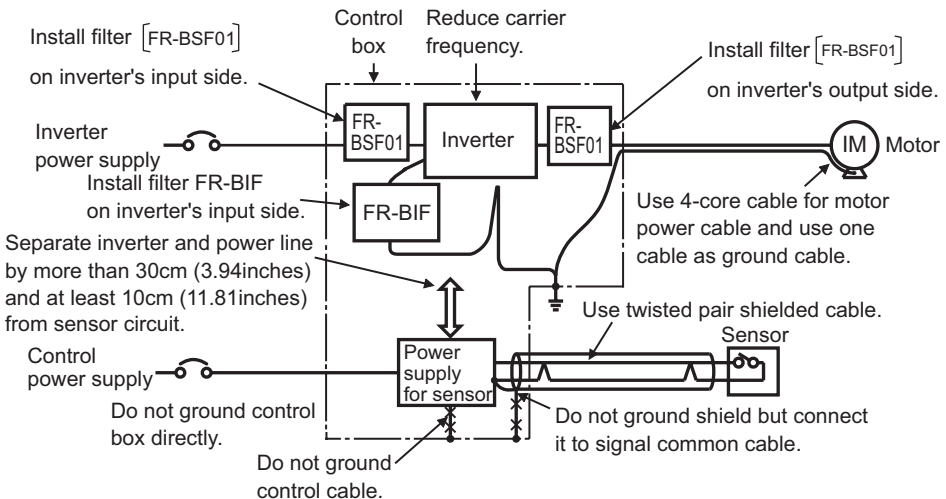 Install filter [FR-BSF01]
on inverter's input side.
Control
box
Reduce carrier
frequency.
Install filter [FR-BSF01]
on inverter's output side.
Inverter
power supply
FR-
BSF01
Inverter
FR-
BSF01
IM
Motor
Install filter FR-BIF
on inverter's input side.
FR-BIF
Use 4-core cable for motor
power cable and use one
cable as ground cable.
Separate inverter and power line
by more than 30cm (3.94inches)
and at least 10cm (11.81inches)
from sensor circuit.
Use twisted pair shielded cable.
Sensor
Control
power supply
Power
supply
for sensor
Do not ground control
box directly.
Do not ground shield but connect
it to signal common cable.
Do not ground
control cable.